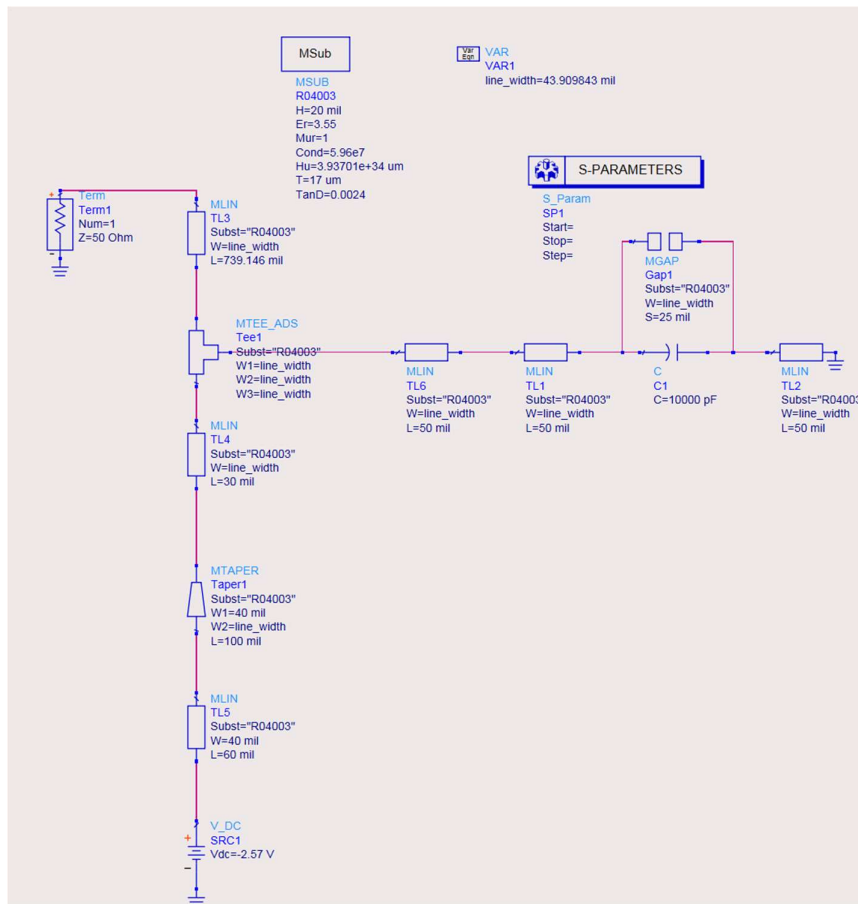 MSub
MSUB
R04003
H=20 mil
Er=3.55
Mur=1
Cond=5.96e7
Hu=3.93701e+34 um
T=17 um
TanD=0.0024
Var
Eqn
VAR
VAR1
line_width=43.909843 mil
S-PARAMETERS
S_Param
SP1
Start=
Stop=
Step=
+
Term
Term1
Num=1
Z=50 Ohm
-
MLIN
TL3
Subst="R04003"
W=line_width
L=739.146 mil
MGAP
Gap1
Subst="R04003"
W=line_width
S=25 mil
MTEE_ADS
Tee1
Subst="R04003"
W1=line_width
W2=line_width
W3=line_width
MLIN
TL6
Subst="R04003"
W=line_width
L=50 mil
MLIN
TL1
Subst="R04003"
W=line_width
L=50 mil
C
C1
C=10000 pF
MLIN
TL2
Subst="R04003
W=line_width
L=50 mil
MLIN
TL4
Subst="R04003"
W=line_width
L=30 mil
MTAPER
Taper1
Subst="R04003"
W1=40 mil
W2=line_width
L=100 mil
MLIN
TL5
Subst="R04003"
W=40 mil
L=60 mil
V_DC
+
SRC1
Vdc=-2.57 V
-